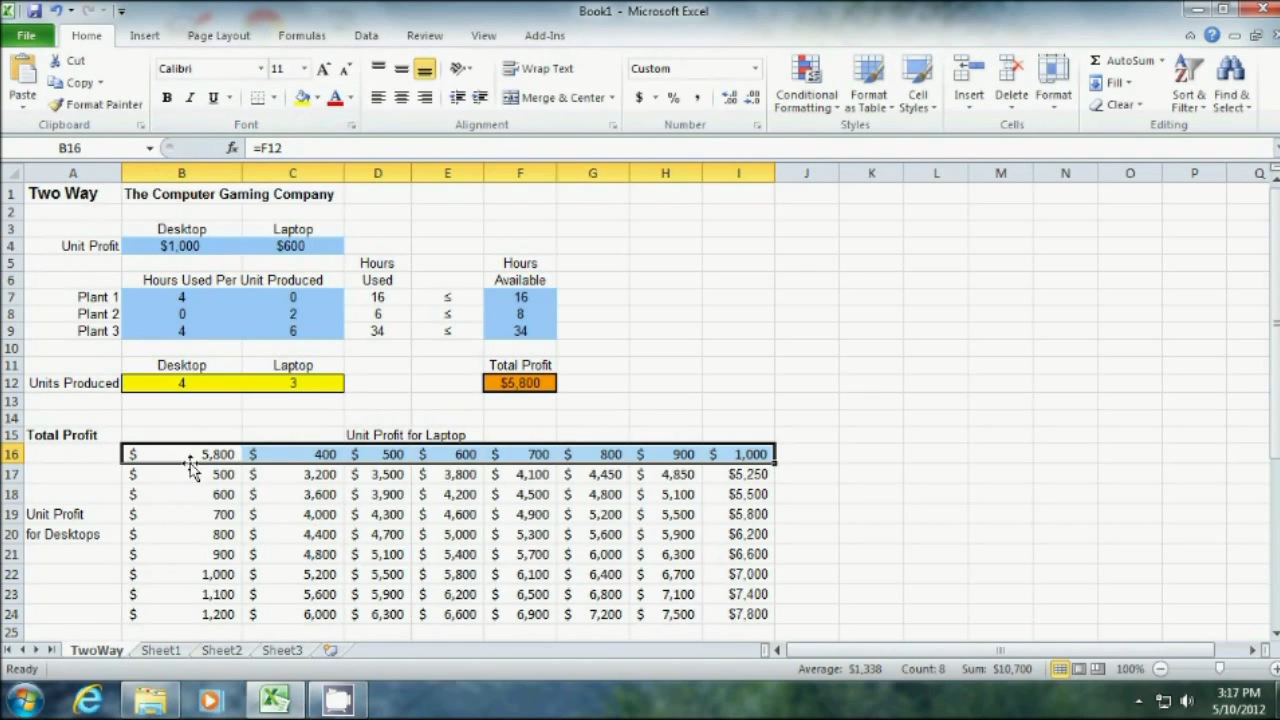 Book1 - Microsoft Excel
File Home Insert Page Layout Formulas Data Review View Add-Ins
Cut Calibri 11 A A Wrap Text Custom AutoSum
Paste Copy B I U Merge & Center $ % , Conditional Formatting Format as Table Cell Styles Insert Delete Format Fill Sort & Filter Find & Select
Format Painter Clear
Clipboard Font Alignment Number Styles Cells Editing
B16 fx =F12
A B C D E F G H I J K L M N O P Q
1 Two Way The Computer Gaming Company
2
3 Desktop Laptop
4 Unit Profit $1,000 $600
5 Hours Hours
6 Hours Used Per Unit Produced Used Available
7 Plant 1 4 0 16 ≤ 16
8 Plant 2 0 2 6 ≤ 8
9 Plant 3 4 6 34 ≤ 34
10
11 Desktop Laptop Total Profit
12 Units Produced 4 3 $5,800
13
14
15 Total Profit Unit Profit for Laptop
16 $ 5,800 $ 400 $ 500 $ 600 $ 700 $ 800 $ 900 $ 1,000
17 $ 500 $ 3,200 $ 3,500 $ 3,800 $ 4,100 $ 4,450 $ 4,850 $5,250
18 $ 600 $ 3,600 $ 3,900 $ 4,200 $ 4,500 $ 4,800 $ 5,100 $5,500
19 Unit Profit $ 700 $ 4,000 $ 4,300 $ 4,600 $ 4,900 $ 5,200 $ 5,500 $5,800
20 for Desktops $ 800 $ 4,400 $ 4,700 $ 5,000 $ 5,300 $ 5,600 $ 5,900 $6,200
21 $ 900 $ 4,800 $ 5,100 $ 5,400 $ 5,700 $ 6,000 $ 6,300 $6,600
22 $ 1,000 $ 5,200 $ 5,500 $ 5,800 $ 6,100 $ 6,400 $ 6,700 $7,000
23 $ 1,100 $ 5,600 $ 5,900 $ 6,200 $ 6,500 $ 6,800 $ 7,100 $7,400
24 $ 1,200 $ 6,000 $ 6,300 $ 6,600 $ 6,900 $ 7,200 $ 7,500 $7,800
25
TwoWay Sheet1 Sheet2 Sheet3
Ready Average: $1,338 Count: 8 Sum: $10,700 100%
3:17 PM
5/10/2012